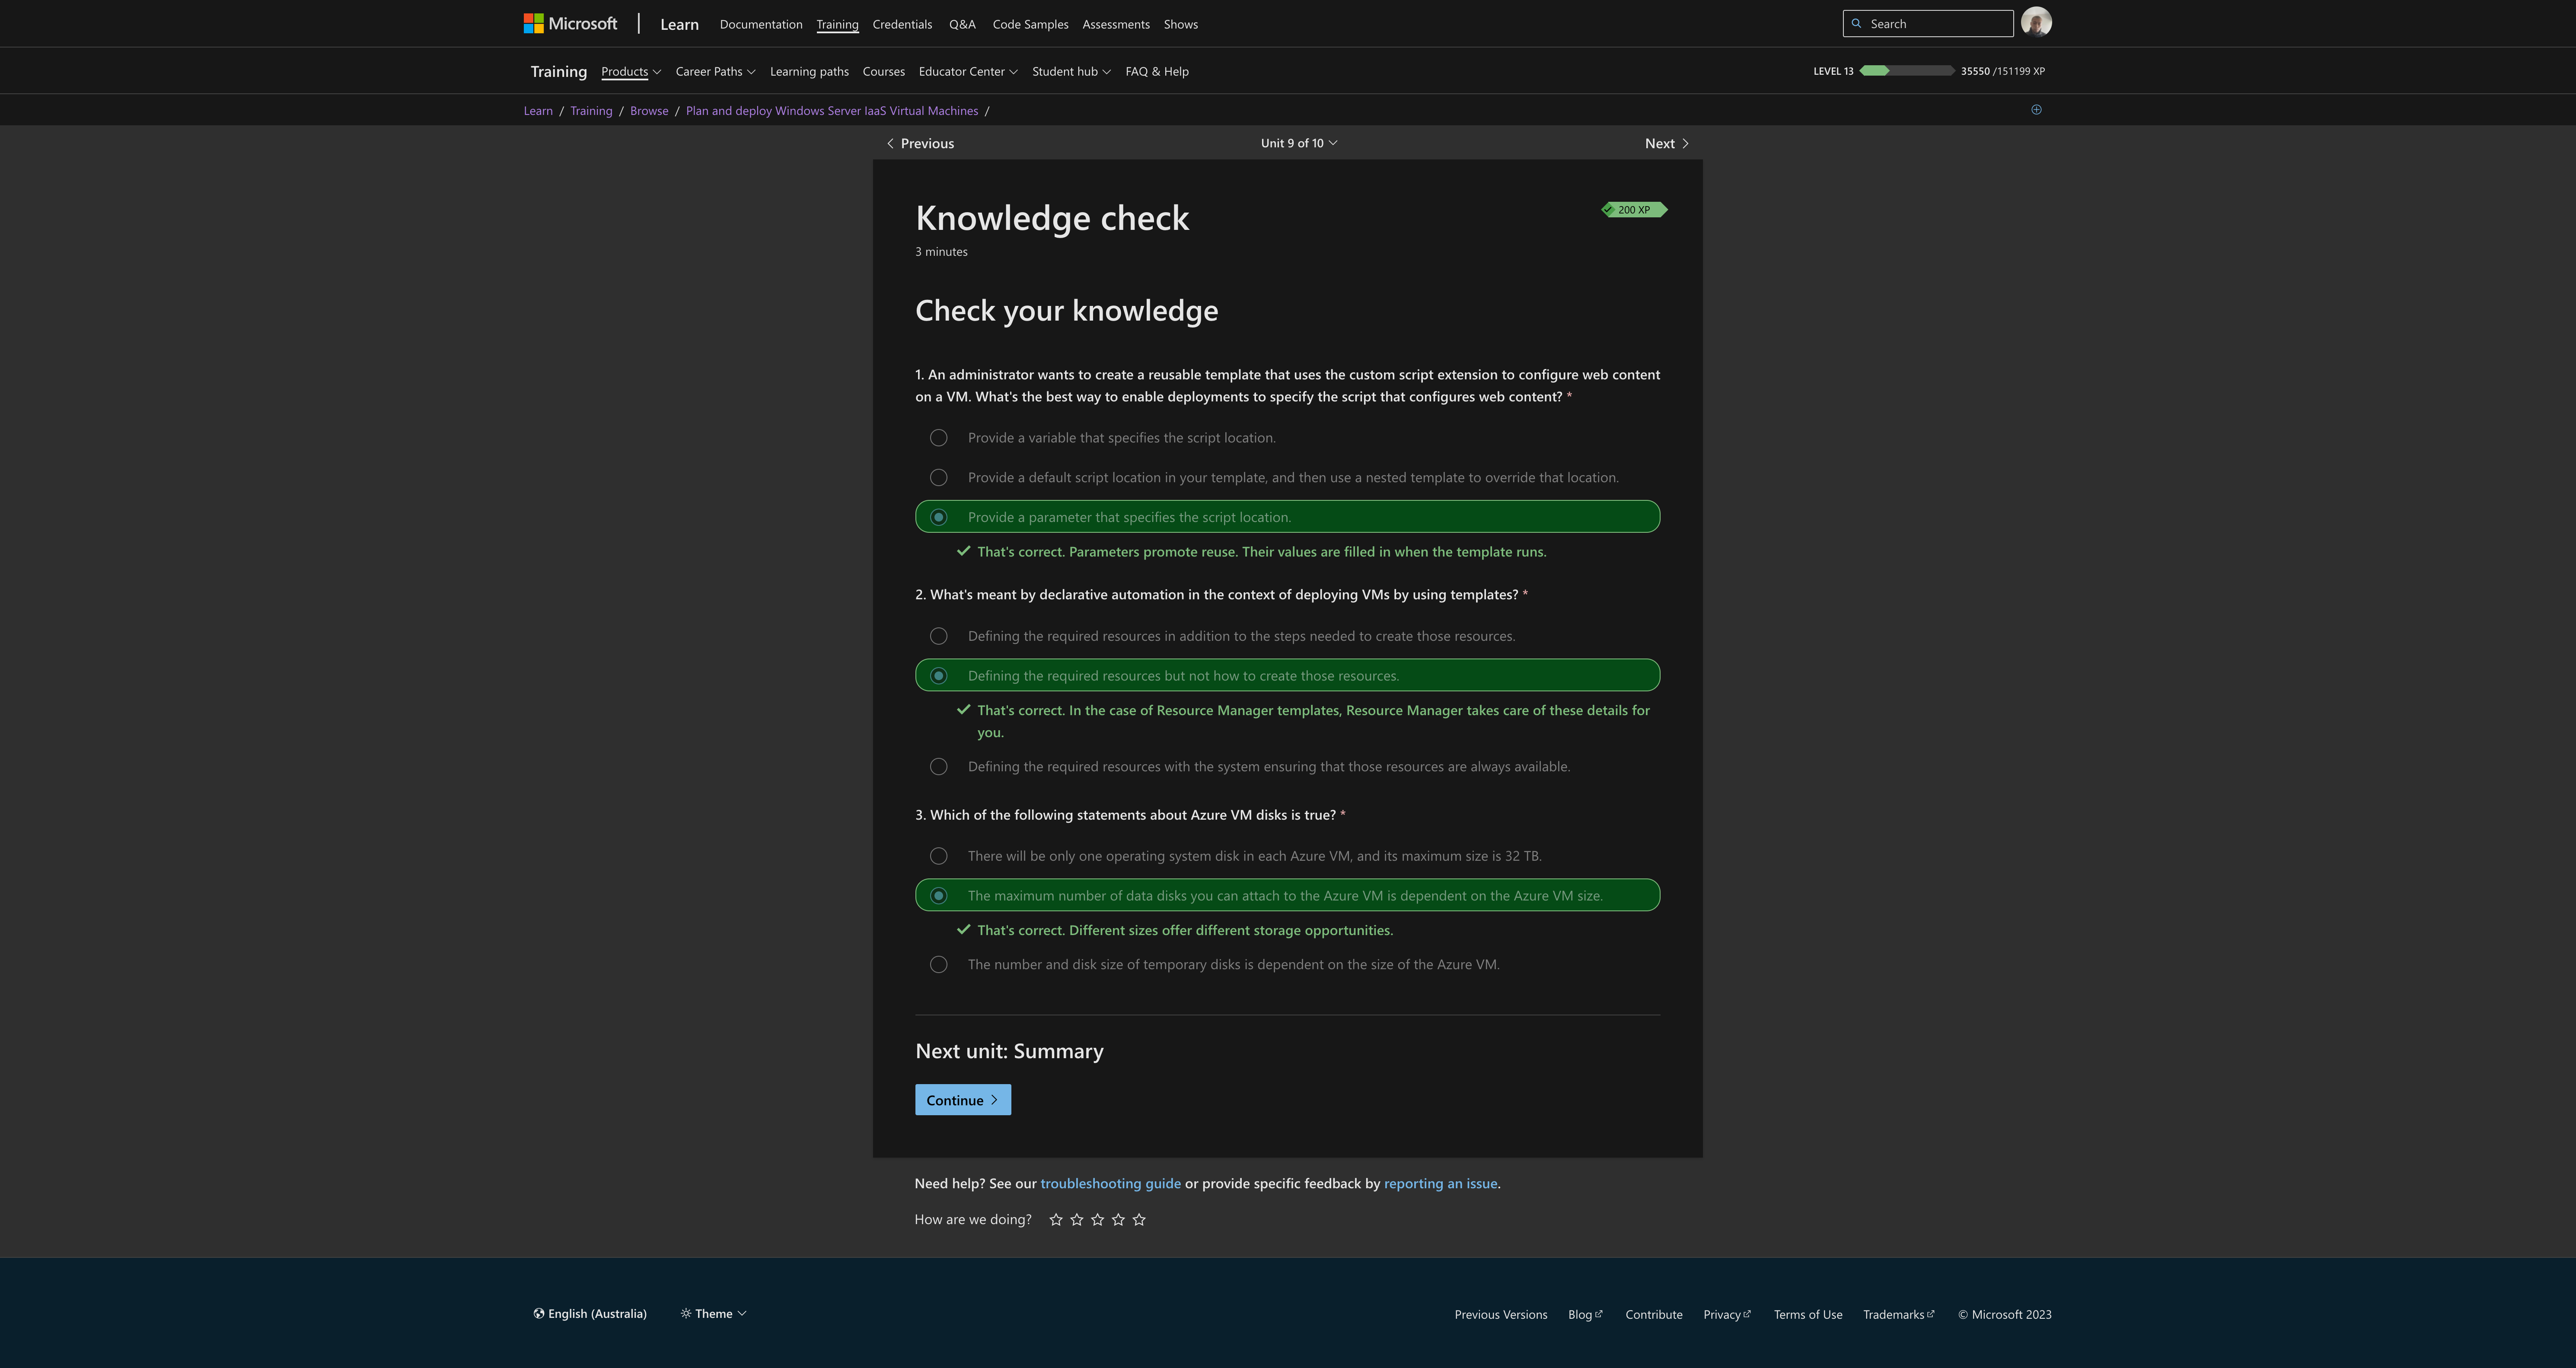 Microsoft | Learn Documentation Training Credentials Q&A Code Samples Assessments Shows Search
Training Products Career Paths Learning paths Courses Educator Center Student hub FAQ & Help LEVEL 13 35550 /151199 XP
Learn / Training / Browse / Plan and deploy Windows Server IaaS Virtual Machines /
Previous Unit 9 of 10 Next
Knowledge check
200 XP
3 minutes
Check your knowledge
1. An administrator wants to create a reusable template that uses the custom script extension to configure web content
on a VM. What's the best way to enable deployments to specify the script that configures web content? *
Provide a variable that specifies the script location.
Provide a default script location in your template, and then use a nested template to override that location.
Provide a parameter that specifies the script location.
That's correct. Parameters promote reuse. Their values are filled in when the template runs.
2. What's meant by declarative automation in the context of deploying VMs by using templates? *
Defining the required resources in addition to the steps needed to create those resources.
Defining the required resources but not how to create those resources.
That's correct. In the case of Resource Manager templates, Resource Manager takes care of these details for
you.
Defining the required resources with the system ensuring that those resources are always available.
3. Which of the following statements about Azure VM disks is true? *
There will be only one operating system disk in each Azure VM, and its maximum size is 32 TB.
The maximum number of data disks you can attach to the Azure VM is dependent on the Azure VM size.
That's correct. Different sizes offer different storage opportunities.
The number and disk size of temporary disks is dependent on the size of the Azure VM.
Next unit: Summary
Continue
Need help? See our troubleshooting guide or provide specific feedback by reporting an issue.
How are we doing?
English (Australia) Theme Previous Versions Blog Contribute Privacy Terms of Use Trademarks © Microsoft 2023